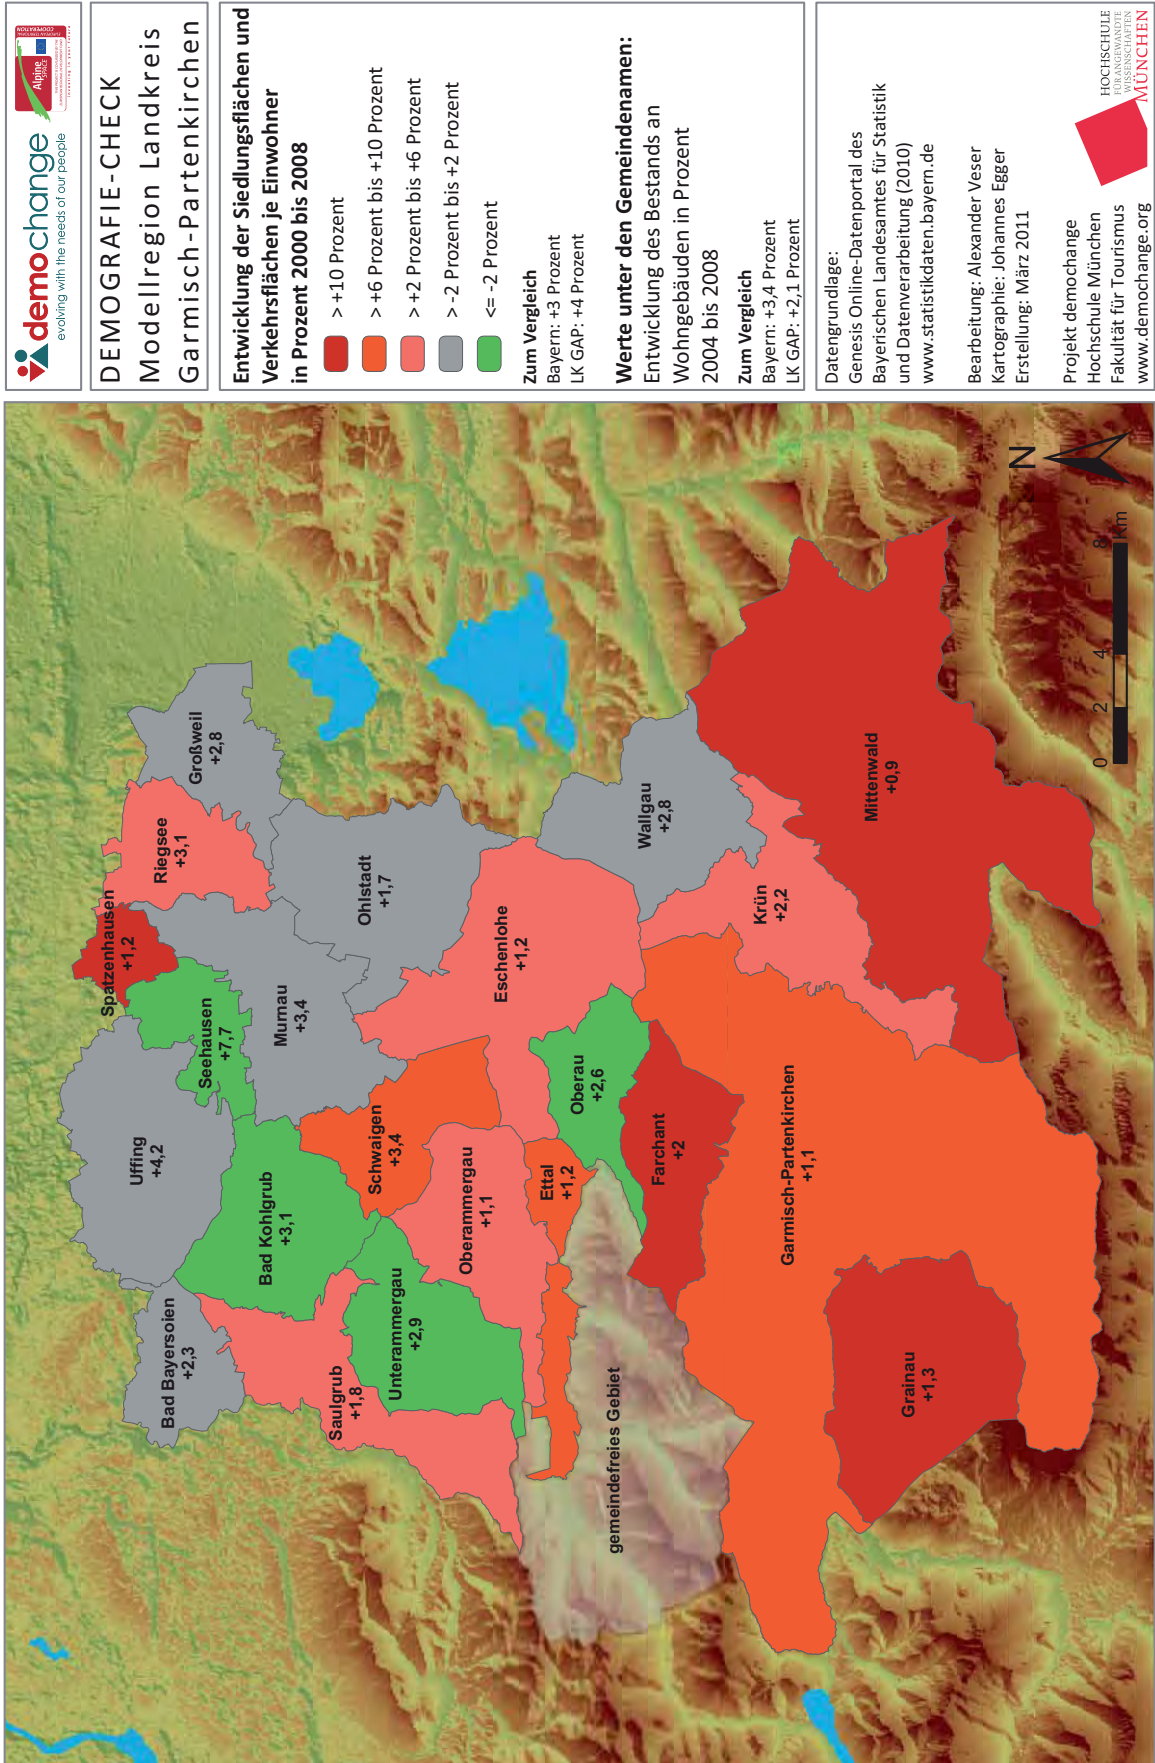 demochange
evolving with the needs of our people
Alpine
SPACE
DEMOGRAFIE-CHECK
Modellregion Landkreis
Garmisch-Partenkirchen
Entwicklung der Siedlungsflächen und
Verkehrsflächen je Einwohner
in Prozent 2000 bis 2008
> +10 Prozent
> +6 Prozent bis +10 Prozent
> +2 Prozent bis +6 Prozent
> -2 Prozent bis +2 Prozent
<= -2 Prozent
Zum Vergleich
Bayern: +3 Prozent
LK GAP: +4 Prozent
Werte unter den Gemeindenamen:
Entwicklung des Bestands an
Wohngebäuden in Prozent
2004 bis 2008
Zum Vergleich
Bayern: +3,4 Prozent
LK GAP: +2,1 Prozent
Datengrundlage:
Genesis Online-Datenportal des
Bayerischen Landesamtes für Statistik
und Datenverarbeitung (2010)
www.statistikdaten.bayern.de
Bearbeitung: Alexander Veser
Kartographie: Johannes Egger
Erstellung: März 2011
Projekt demochange
Hochschule München
Fakultät für Tourismus
www.demochange.org
HOCHSCHULE
FÜR ANGEWANDTE
WISSENSCHAFTEN
MÜNCHEN
Spatzenhausen
+1,2
Uffing
+4,2
Riegsee
+3,1
Großweil
+2,8
Bad Bayersoien
+2,3
Seehausen
+7,7
Bad Kohlgrub
+3,1
Murnau
+3,4
Saulgrub
+1,8
Ohlstadt
+1,7
Schwaigen
+3,4
Unterammergau
+2,9
Oberammergau
+1,1
Eschenlohe
+1,2
Ettal
+1,2
Oberau
+2,6
gemeindefreies Gebiet
Wallgau
+2,8
Farchant
+2
Krün
+2,2
Garmisch-Partenkirchen
+1,1
Mittenwald
+0,9
Grainau
+1,3
N
0 2 4 8
km